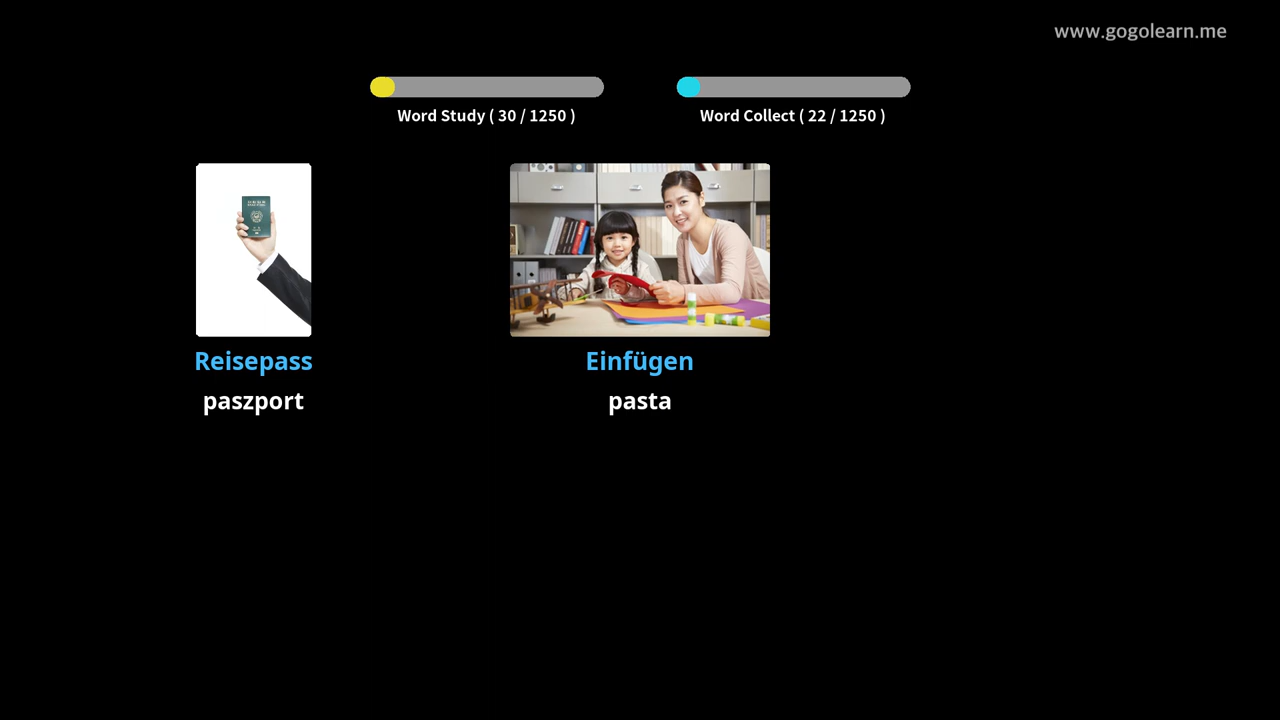 www.gogolearn.me
Word Study ( 30 / 1250 )
Word Collect ( 22 / 1250 )
Reisepass
paszport
Einfügen
pasta